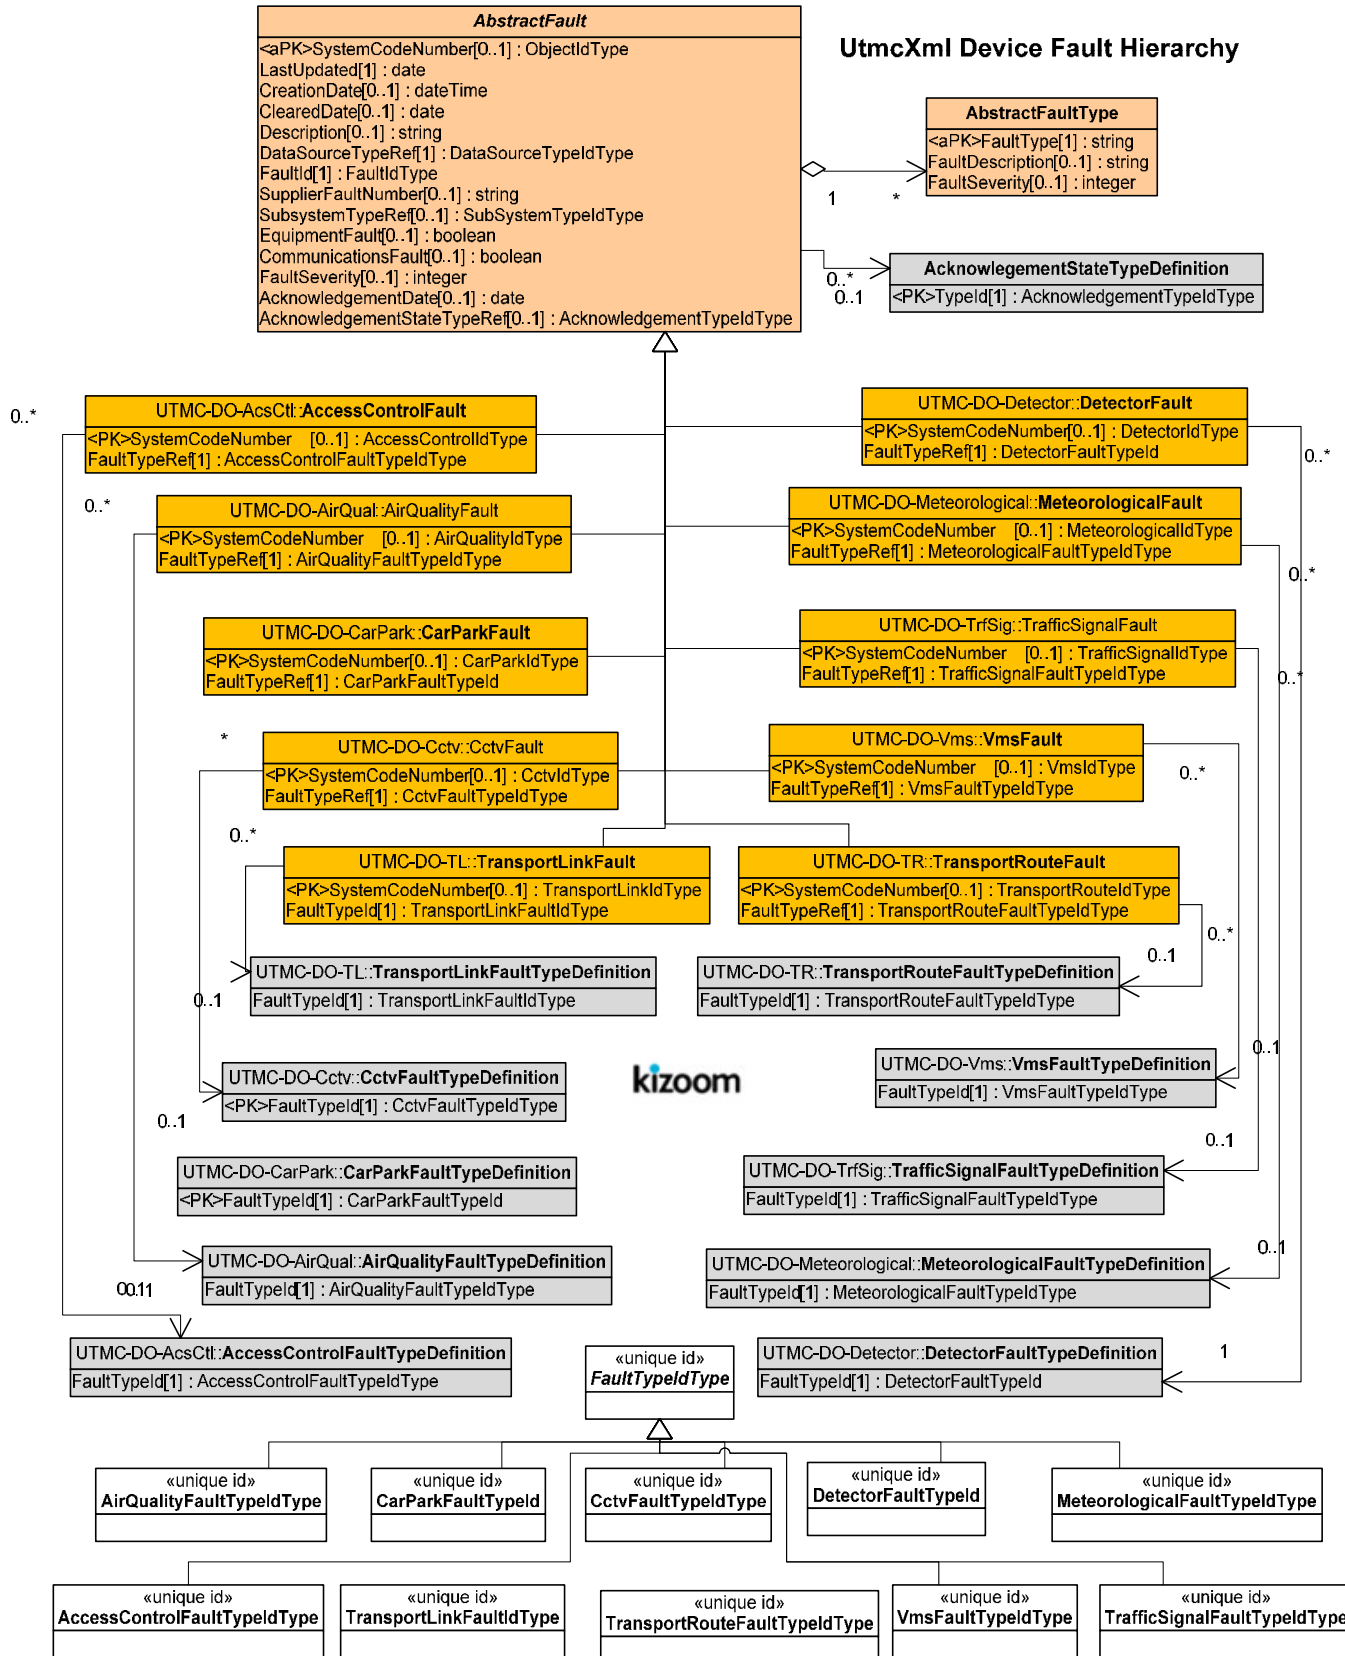 AbstractFault
<aPK>SystemCodeNumber[0..1] : ObjectIdType
LastUpdated[1] : date
CreationDate[0..1] : dateTime
ClearedDate[0..1] : date
Description[0..1] : string
DataSourceTypeRef[1] : DataSourceTypeIdType
FaultId[1] : FaultIdType
SupplierFaultNumber[0..1] : string
SubsystemTypeRef[0..1] : SubSystemTypeIdType
EquipmentFault[0..1] : boolean
CommunicationsFault[0..1] : boolean
FaultSeverity[0..1] : integer
AcknowledgementDate[0..1] : date
AcknowledgementStateTypeRef[0..1] : AcknowledgementTypeIdType
UtmcXml Device Fault Hierarchy
AbstractFaultType
<aPK>FaultType[1] : string
FaultDescription[0..1] : string
FaultSeverity[0..1] : integer
1
*
AcknowlegementStateTypeDefinition
<PK>TypeId[1] : AcknowledgementTypeIdType
0..*
0..1
0..*
UTMC-DO-AcsCtl::AccessControlFault
<PK>SystemCodeNumber [0..1] : AccessControlIdType
FaultTypeRef[1] : AccessControlFaultTypeIdType
UTMC-DO-Detector::DetectorFault
<PK>SystemCodeNumber[0..1] : DetectorIdType
FaultTypeRef[1] : DetectorFaultTypeId
0..*
0..*
UTMC-DO-AirQual::AirQualityFault
<PK>SystemCodeNumber [0..1] : AirQualityIdType
FaultTypeRef[1] : AirQualityFaultTypeIdType
UTMC-DO-Meteorological::MeteorologicalFault
<PK>SystemCodeNumber [0..1] : MeteorologicalIdType
FaultTypeRef[1] : MeteorologicalFaultTypeIdType
0..*
UTMC-DO-CarPark::CarParkFault
<PK>SystemCodeNumber[0..1] : CarParkIdType
FaultTypeRef[1] : CarParkFaultTypeId
UTMC-DO-TrfSig::TrafficSignalFault
<PK>SystemCodeNumber [0..1] : TrafficSignalIdType
FaultTypeRef[1] : TrafficSignalFaultTypeIdType
0..*
*
UTMC-DO-Cctv::CctvFault
<PK>SystemCodeNumber[0..1] : CctvIdType
FaultTypeRef[1] : CctvFaultTypeIdType
UTMC-DO-Vms::VmsFault
<PK>SystemCodeNumber [0..1] : VmsIdType
FaultTypeRef[1] : VmsFaultTypeIdType
0..*
0..*
UTMC-DO-TL::TransportLinkFault
<PK>SystemCodeNumber[0..1] : TransportLinkIdType
FaultTypeId[1] : TransportLinkFaultIdType
UTMC-DO-TR::TransportRouteFault
<PK>SystemCodeNumber[0..1] : TransportRouteIdType
FaultTypeRef[1] : TransportRouteFaultTypeIdType
0..*
0..1
UTMC-DO-TL::TransportLinkFaultTypeDefinition
FaultTypeId[1] : TransportLinkFaultIdType
0..1
UTMC-DO-TR::TransportRouteFaultTypeDefinition
FaultTypeId[1] : TransportRouteFaultTypeIdType
UTMC-DO-Cctv::CctvFaultTypeDefinition
<PK>FaultTypeId[1] : CctvFaultTypeIdType
kizoom
0..1
UTMC-DO-Vms::VmsFaultTypeDefinition
FaultTypeId[1] : VmsFaultTypeIdType
0..1
0..1
UTMC-DO-CarPark::CarParkFaultTypeDefinition
<PK>FaultTypeId[1] : CarParkFaultTypeId
UTMC-DO-TrfSig::TrafficSignalFaultTypeDefinition
FaultTypeId[1] : TrafficSignalFaultTypeIdType
UTMC-DO-AirQual::AirQualityFaultTypeDefinition
FaultTypeId[1] : AirQualityFaultTypeIdType
0..1
UTMC-DO-Meteorological::MeteorologicalFaultTypeDefinition
FaultTypeId[1] : MeteorologicalFaultTypeIdType
UTMC-DO-AcsCtl::AccessControlFaultTypeDefinition
FaultTypeId[1] : AccessControlFaultTypeIdType
«unique id»
FaultTypeIdType
UTMC-DO-Detector::DetectorFaultTypeDefinition
FaultTypeId[1] : DetectorFaultTypeId
1
«unique id»
AirQualityFaultTypeIdType
«unique id»
CarParkFaultTypeId
«unique id»
CctvFaultTypeIdType
«unique id»
DetectorFaultTypeId
«unique id»
MeteorologicalFaultTypeIdType
«unique id»
AccessControlFaultTypeIdType
«unique id»
TransportLinkFaultIdType
«unique id»
TransportRouteFaultTypeIdType
«unique id»
VmsFaultTypeIdType
«unique id»
TrafficSignalFaultTypeIdType